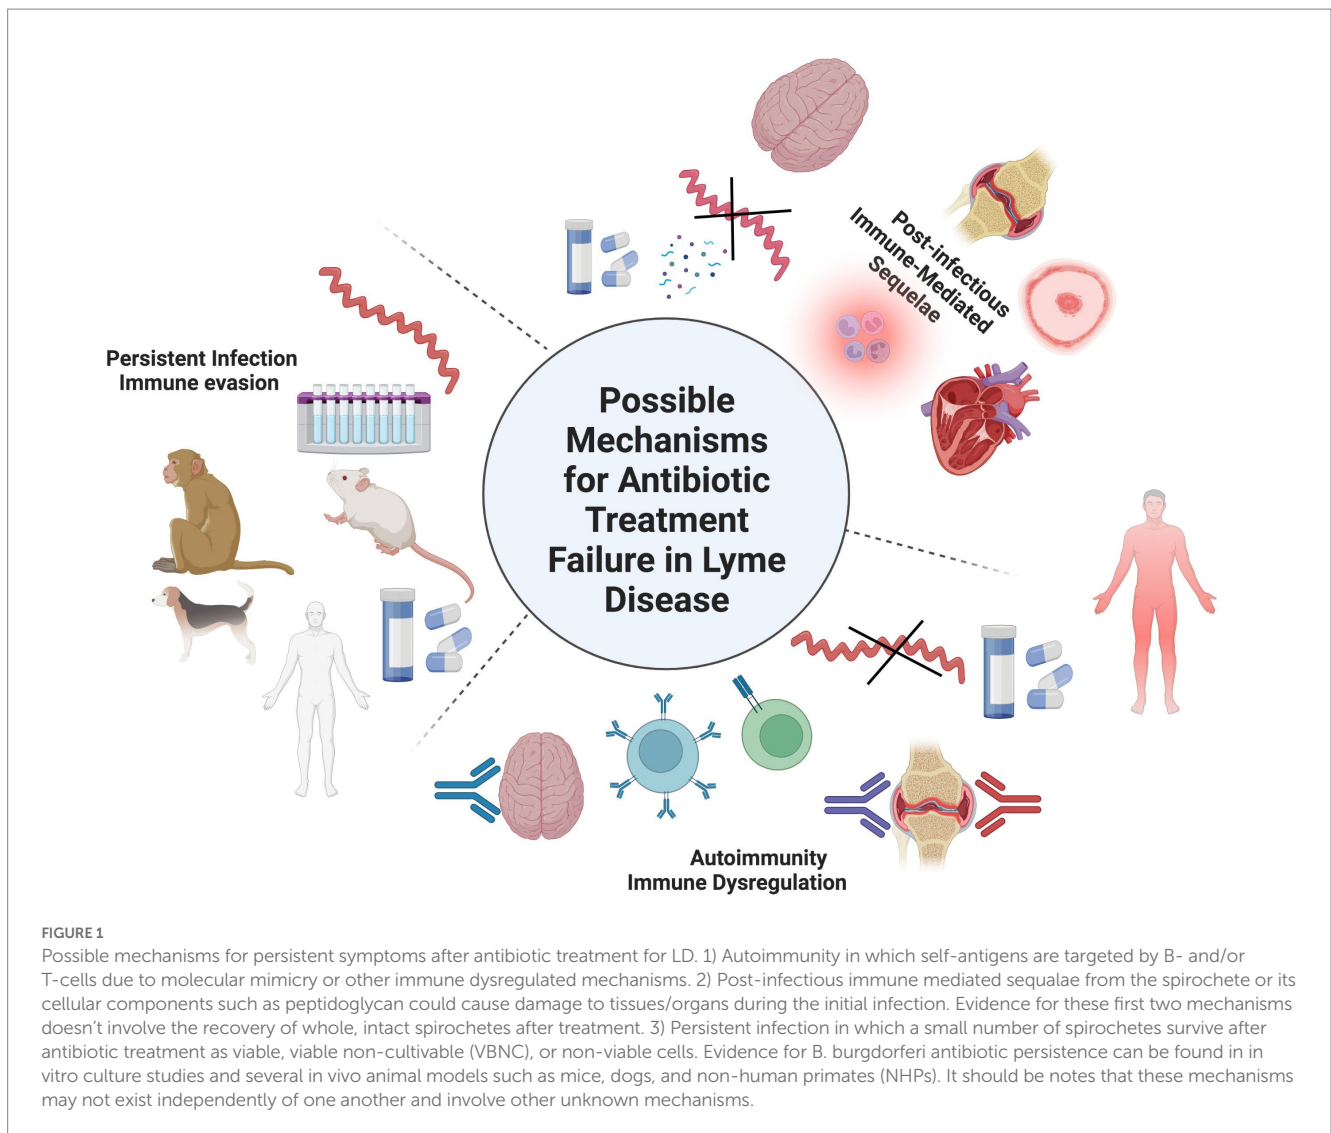 Post-infectious
Immune-Mediated
Sequelae
Persistent Infection
Immune evasion
Possible
Mechanisms
for Antibiotic
Treatment
Failure in Lyme
Disease
Autoimmunity
Immune Dysregulation
FIGURE 1
Possible mechanisms for persistent symptoms after antibiotic treatment for LD. 1) Autoimmunity in which self-antigens are targeted by B- and/or
T-cells due to molecular mimicry or other immune dysregulated mechanisms. 2) Post-infectious immune mediated sequalae from the spirochete or its
cellular components such as peptidoglycan could cause damage to tissues/organs during the initial infection. Evidence for these first two mechanisms
doesn't involve the recovery of whole, intact spirochetes after treatment. 3) Persistent infection in which a small number of spirochetes survive after
antibiotic treatment as viable, viable non-cultivable (VBNC), or non-viable cells. Evidence for B. burgdorferi antibiotic persistence can be found in in
vitro culture studies and several in vivo animal models such as mice, dogs, and non-human primates (NHPs). It should be notes that these mechanisms
may not exist independently of one another and involve other unknown mechanisms.